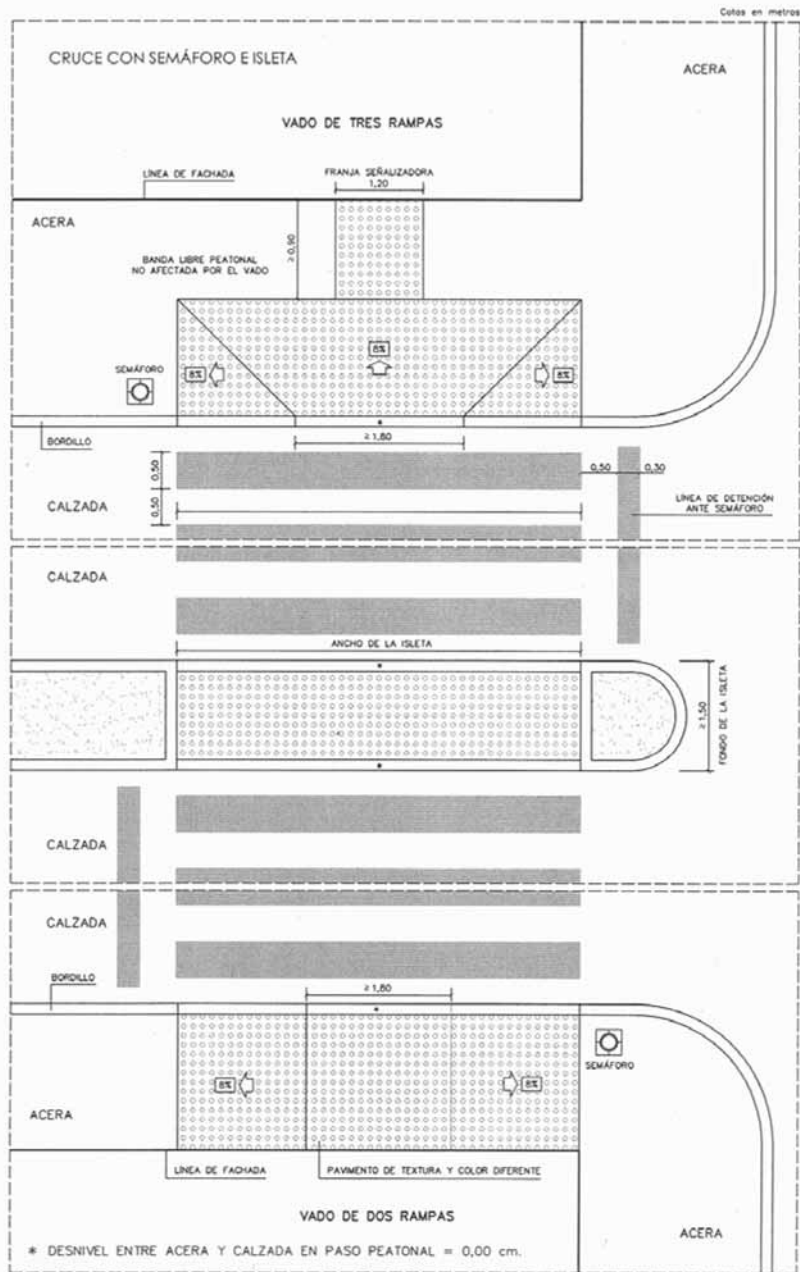 Cotas en metros
CRUCE CON SEMÁFORO E ISLETA
ACERA
VADO DE TRES RAMPAS
LÍNEA DE FACHADA
FRANJA SEÑALIZADORA
1,20
ACERA
≥ 0,90
BANDA LIBRE PEATONAL
NO AFECTADA POR EL VADO
8%
SEMÁFORO
8%
8%
BORDILLO
≥ 1,80
0,50
0,50
0,30
CALZADA
0,50
LÍNEA DE DETENCIÓN
ANTE SEMÁFORO
CALZADA
ANCHO DE LA ISLETA
*
≥ 1,50
FONDO DE LA ISLETA
*
CALZADA
CALZADA
BORDILLO
≥ 1,80
*
SEMÁFORO
8%
8%
ACERA
LÍNEA DE FACHADA
PAVIMENTO DE TEXTURA Y COLOR DIFERENTE
VADO DE DOS RAMPAS
ACERA
* DESNIVEL ENTRE ACERA Y CALZADA EN PASO PEATONAL = 0,00 cm.